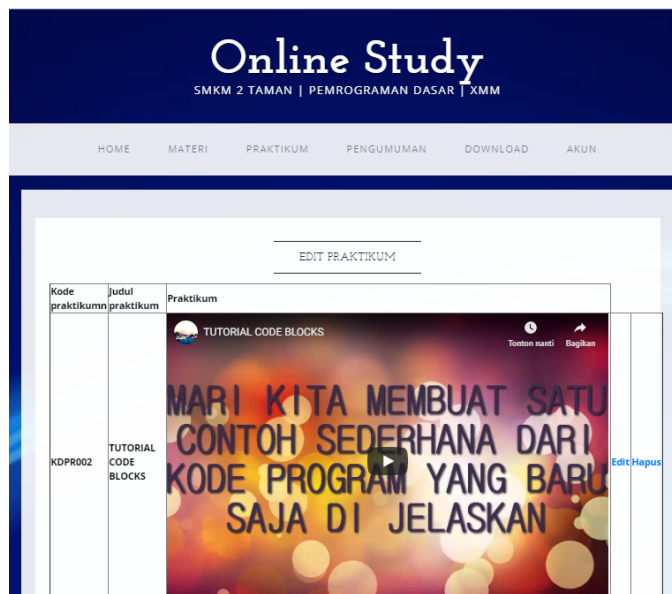 Online Study
SMKM 2 TAMAN | PEMROGRAMAN DASAR | XMM
HOME MATERI PRAKTIKUM PENGUMUMAN DOWNLOAD AKUN
EDIT PRAKTIKUM
Kode praktikumn
Judul praktikum
Praktikum
TUTORIAL CODE BLOCKS
Tonton nanti
Bagikan
MARI KITA MEMBUAT SATU
CONTOH SEDERHANA DARI
KODE PROGRAM YANG BARU
SAJA DI JELASKAN
KDPR002
TUTORIAL
CODE
BLOCKS
Edit Hapus